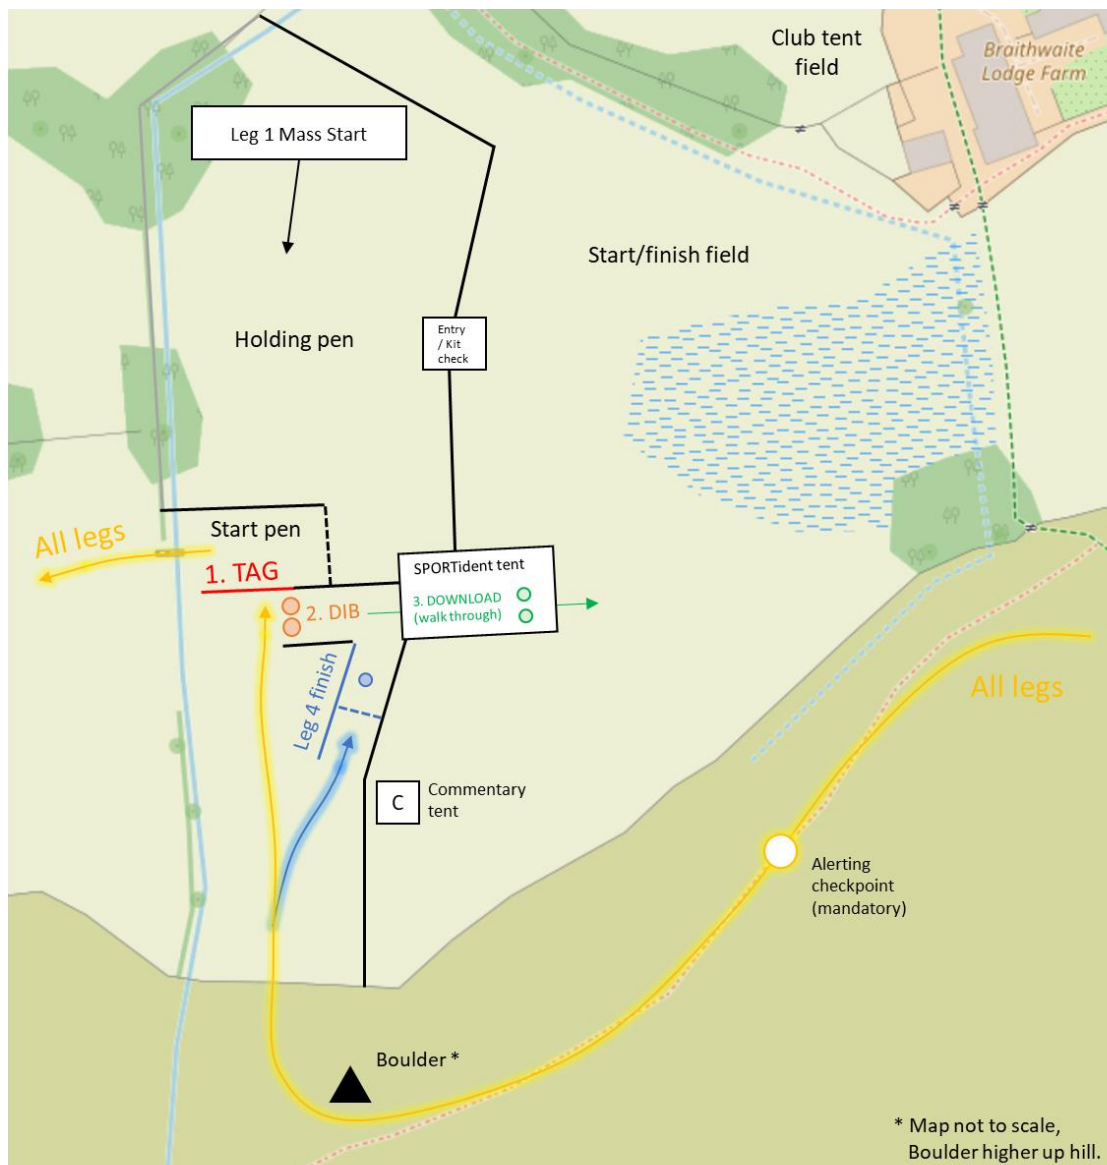 Club tent
field
Braithwaite
Lodge Farm
Leg 1 Mass Start
Start/finish field
Holding pen
Entry
/ Kit
check
All legs
Start pen
1. TAG
2. DIB
SPORTident tent
3. DOWNLOAD
(walk through)
Leg 4 finish
All legs
C
Commentary
tent
Alerting
checkpoint
(mandatory)
Boulder *
* Map not to scale,
Boulder higher up hill.